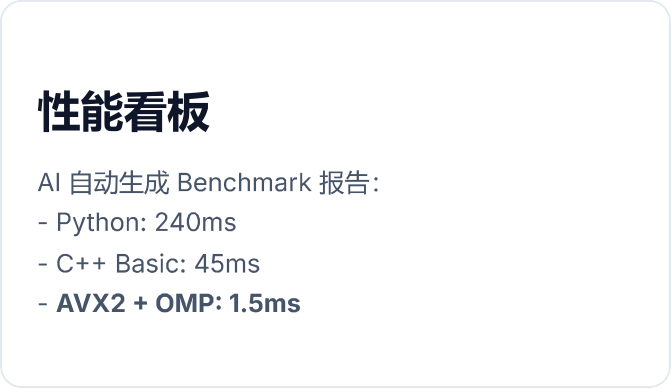 性能看板
AI 自动生成 Benchmark 报告：
- Python: 240ms
- C++ Basic: 45ms
- AVX2 + OMP: 1.5ms